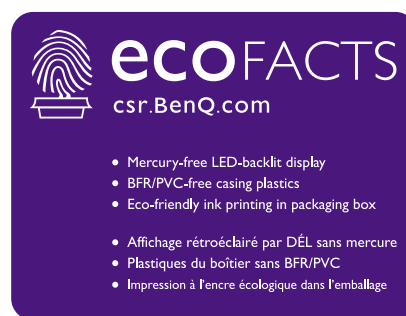 ecoFACTS
csr.BenQ.com
• Mercury-free LED-backlit display
• BFR/PVC-free casing plastics
• Eco-friendly ink printing in packaging box
• Affichage rétroéclairé par DÉL sans mercure
• Plastiques du boîtier sans BFR/PVC
• Impression à l'encre écologique dans l'emballage